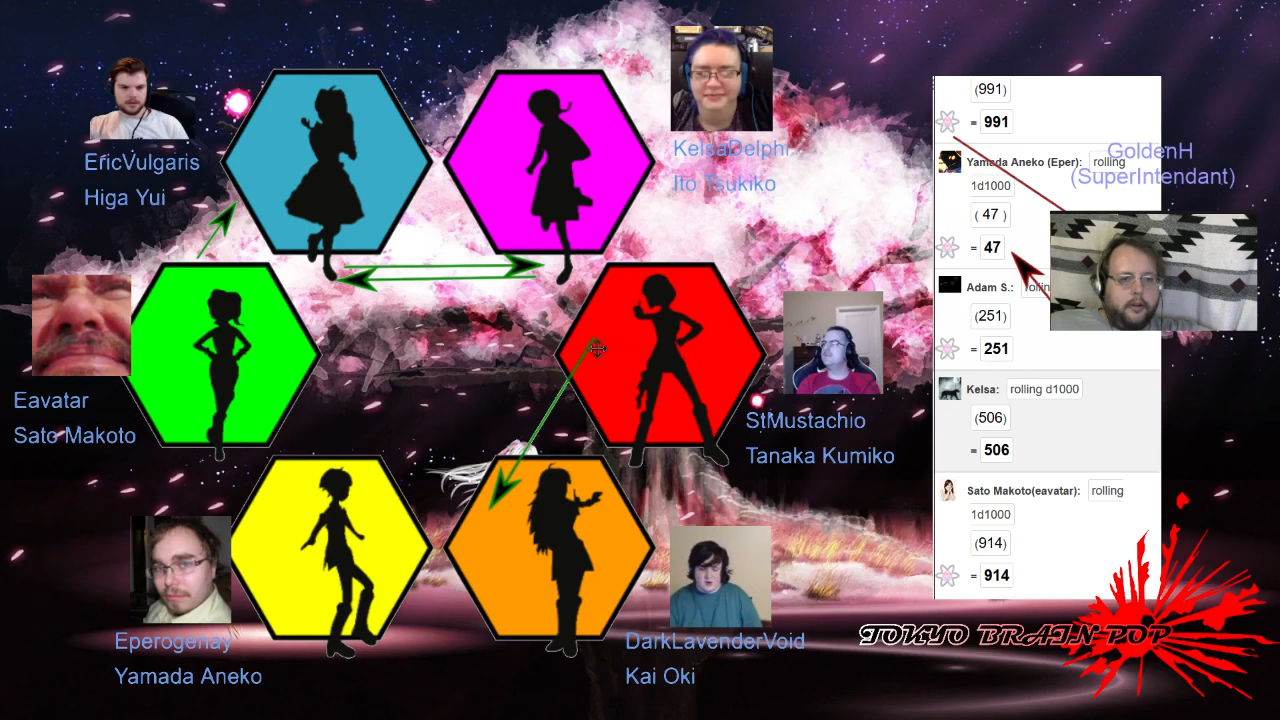 EricVulgaris
Higa Yui
KelsaDelphi
Ito Tsukiko
Eavatar
Sato Makoto
StMustachio
Tanaka Kumiko
Eperogenay
Yamada Aneko
DarkLavenderVoid
Kai Oki
(991)
= 991
GoldenH
(SuperIntendant)
Yamada Aneko (Eper): rolling
1d1000
( 47 )
= 47
Adam S.: rollin
(251)
= 251
Kelsa: rolling d1000
(506)
= 506
Sato Makoto(eavatar): rolling
1d1000
(914)
= 914
TOKYO BRAIN POP